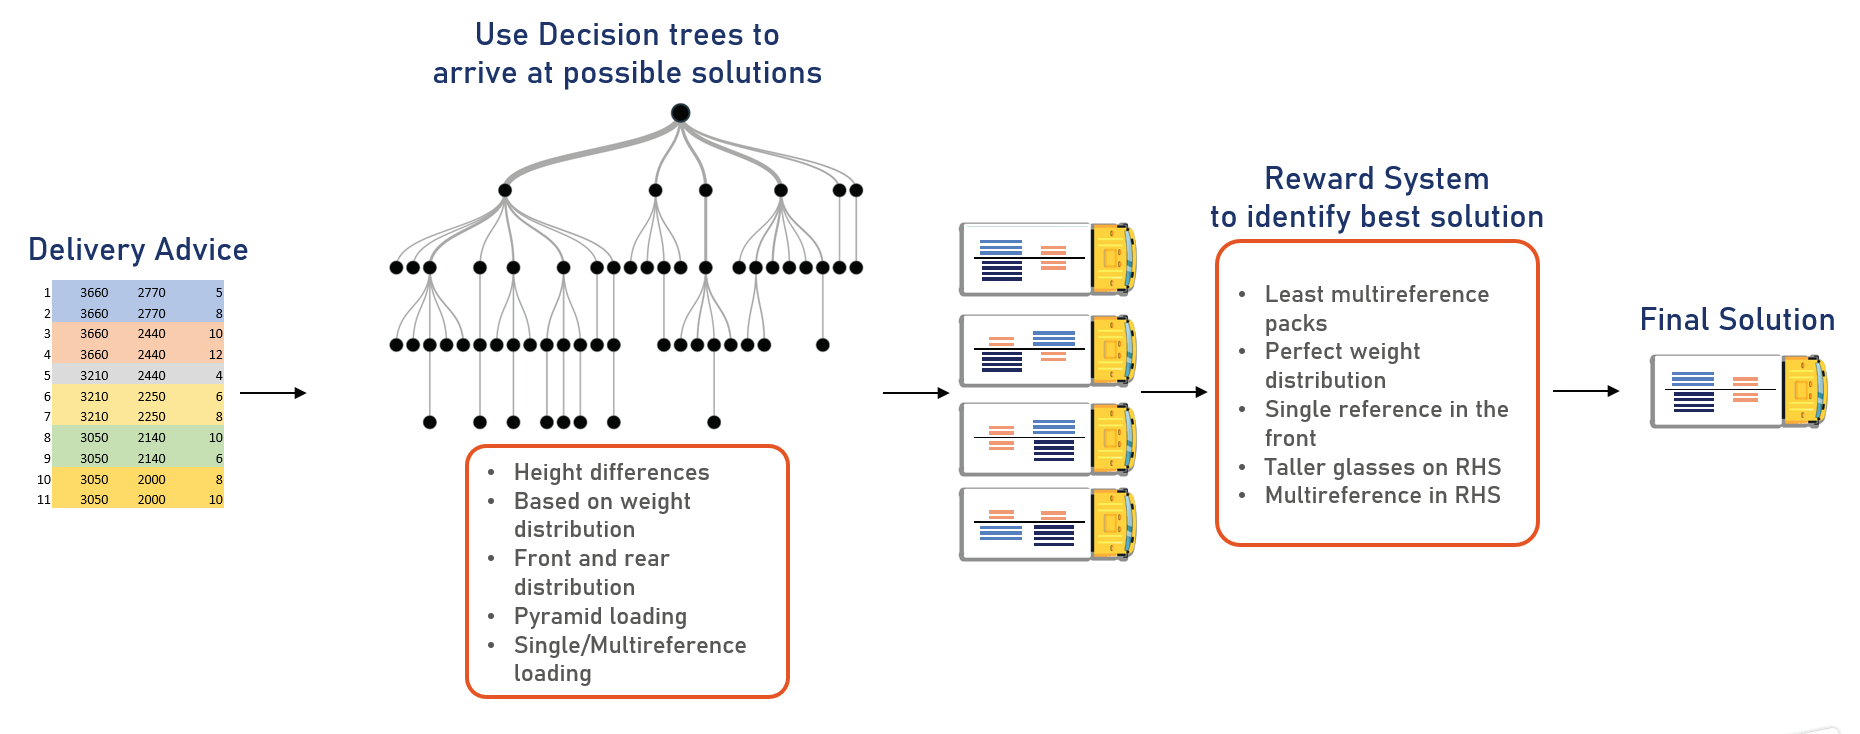 Delivery Advice
1 3660 2770 5
2 3660 2770 8
3 3660 2440 10
4 3660 2440 12
5 3210 2440 4
6 3210 2250 6
7 3210 2250 8
8 3050 2140 10
9 3050 2140 6
10 3050 2000 8
11 3050 2000 10
Use Decision trees to
arrive at possible solutions
• Height differences
• Based on weight
distribution
• Front and rear
distribution
• Pyramid loading
• Single/Multireference
loading
Reward System
to identify best solution
• Least multireference
packs
• Perfect weight
distribution
• Single reference in the
front
• Taller glasses on RHS
• Multireference in RHS
Final Solution